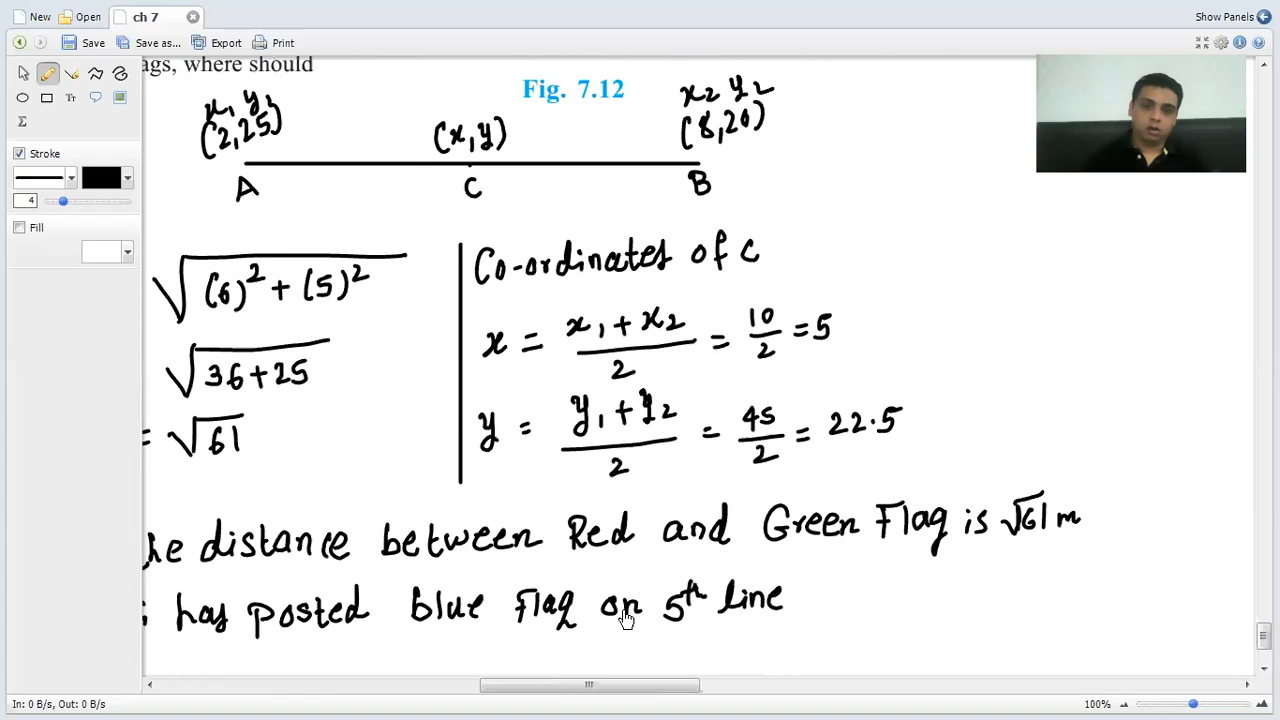 New Open ch 7 Show Panels
Save Save as... Export Print
ags, where should
Fig. 7.12
x₁ y₁ x₂ y₂
(2,25) (x,y) (8,20)
A C B
Tr
Σ
Stroke
4
Fill
√(6)² + (5)²
√36+25
= √61
Co-ordinates of C
x = x₁ + x₂ / 2 = 10/2 = 5
y = y₁ + y₂ / 2 = 45/2 = 22.5
he distance between Red and Green Flag is √61 m
has posted blue Flag on 5th line
In: 0 B/s, Out: 0 B/s 100%